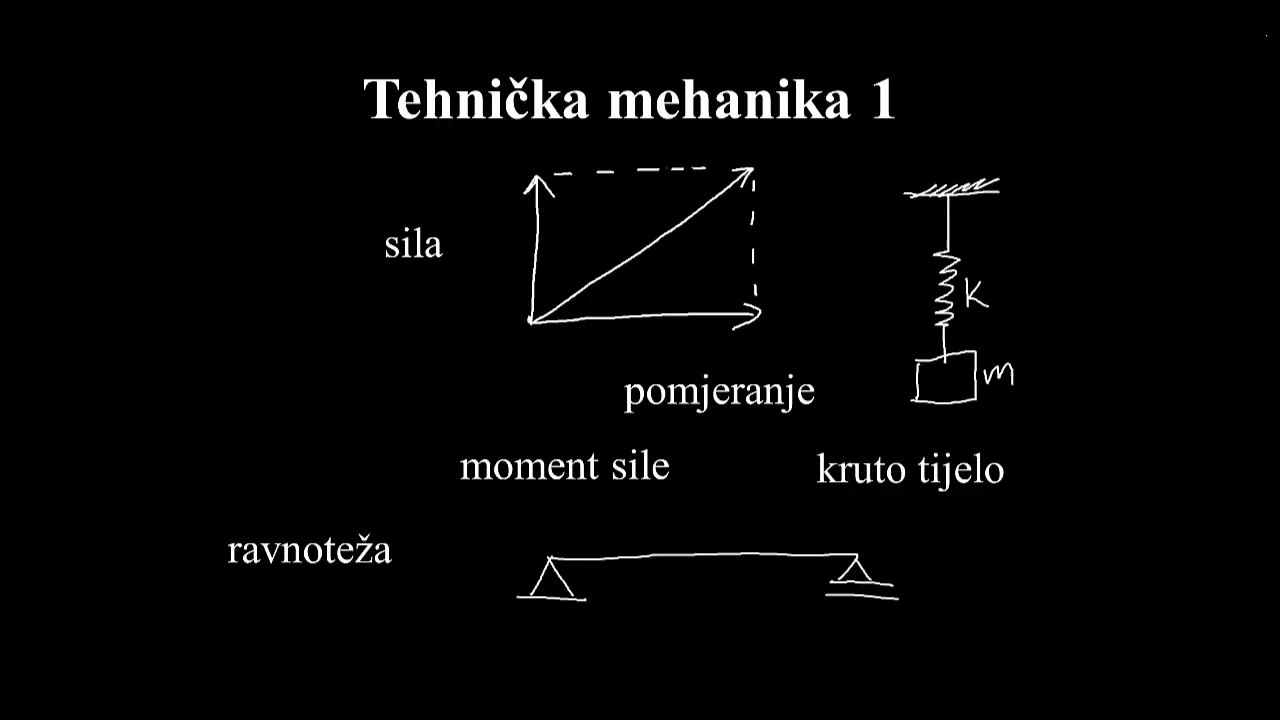 Tehnička mehanika 1
sila
k
m
pomjeranje
moment sile
kruto tijelo
ravnoteža